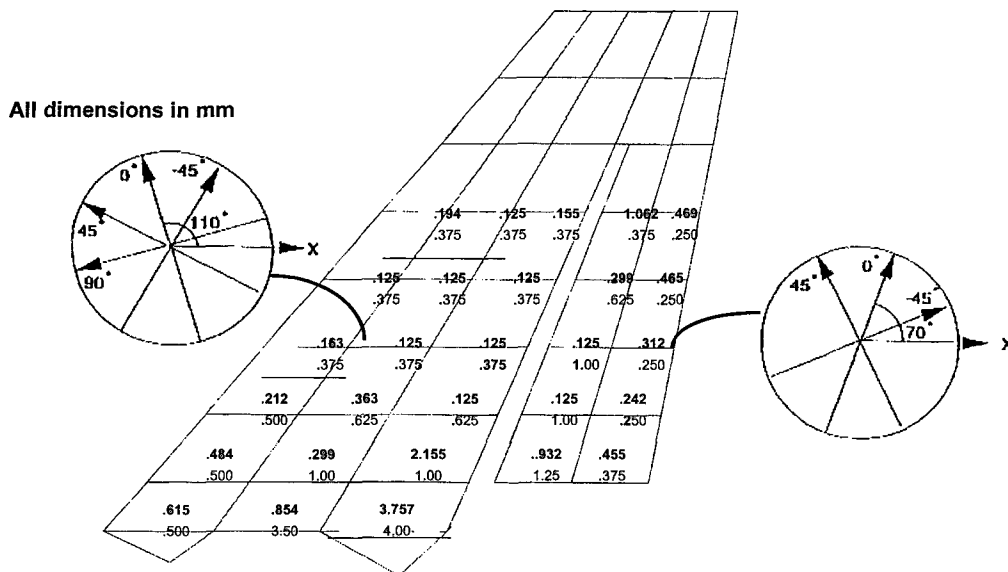 All dimensions in mm
0° -45°
45° 110° X
90°
.194 .125 .155 1.062 .469
.375 .375 .375 .375 .250
.125 .125 .125 .299 .465
.375 .375 .375 .625 .250
.163 .125 .125 .125 .312
.375 .375 .375 1.00 .250
.212 .363 .125 .125 .242
.500 .625 .625 1.00 .250
.484 .299 2.155 ..932 .455
.500 1.00 1.00 1.25 .375
.615 .854 3.757
.500 3.50 4.00
45° 0° -45°
70° X